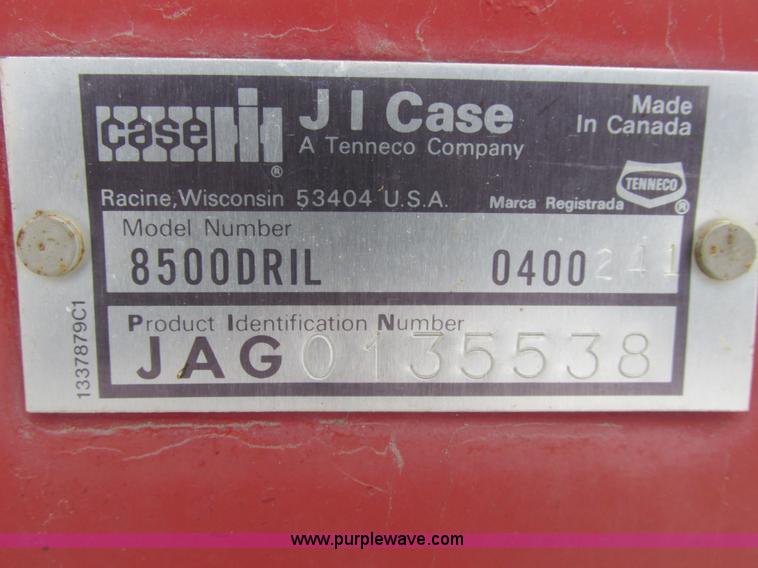 case IH ®
J I Case
A Tenneco Company
Made
In Canada
TENNECO
®
Racine, Wisconsin 53404 U.S.A.
Marca Registrada
Model Number
8500DRIL 0400241
Product Identification Number
JAG0135538
1337879C1
www.purplewave.com